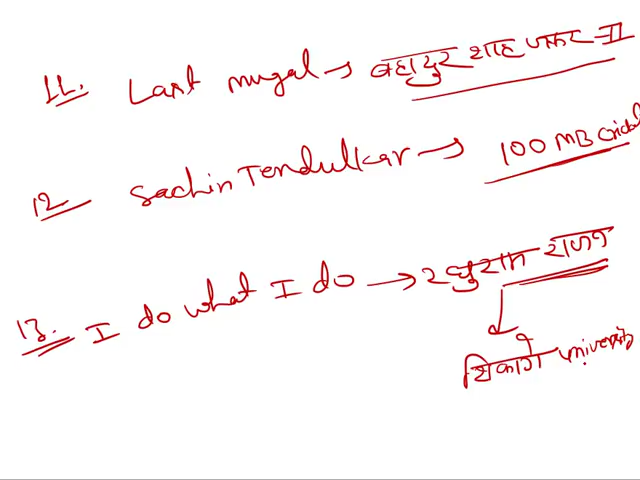 11. Last mugal → बहादुर शाह जफर-II
12 Sachin Tendulkar → 100 MB Cricket
13. I do what I do → रघुराम राजन
शिकागो university